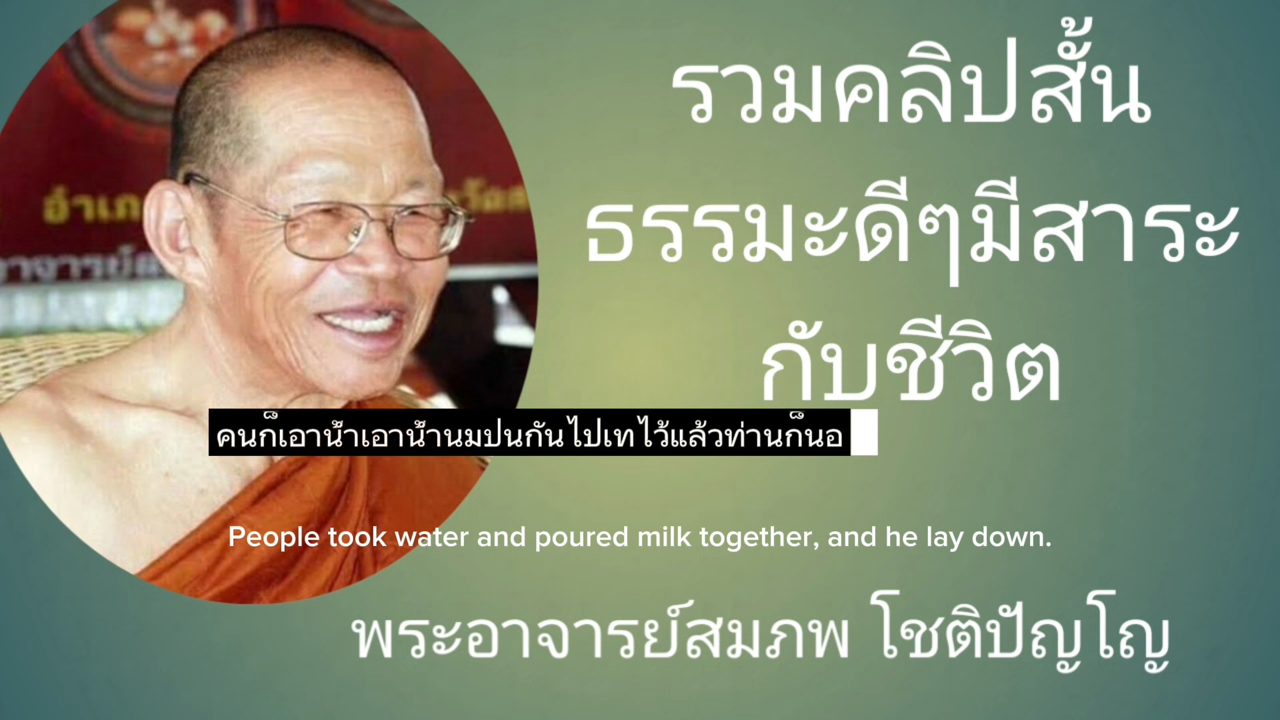 รวมคลิปสั้น
ธรรมะดีๆมีสาระ
กับชีวิต
อำเภ
คนก็เอาน้ำเอาน้ำนมปนกันไปเทไว้แล้วท่านก็นอ
People took water and poured milk together, and he lay down.
พระอาจารย์สมภพ โชติปัญโญ